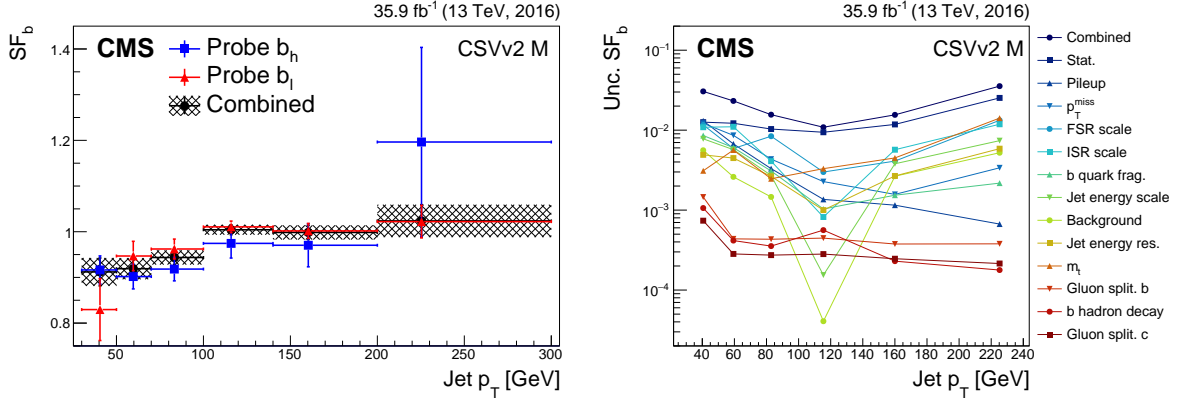 35.9 fb⁻¹ (13 TeV, 2016)
SF_b
CMS
CSVv2 M
Probe b_h
Probe b_l
Combined
1.4
1.2
1.0
0.8
50 100 150 200 250 300
Jet p_T [GeV]
35.9 fb⁻¹ (13 TeV, 2016)
Unc. SF_b
CMS
CSVv2 M
10⁻¹
10⁻²
10⁻³
10⁻⁴
40 60 80 100 120 140 160 180 200 220 240
Jet p_T [GeV]
Combined
Stat.
Pileup
p_T^miss
FSR scale
ISR scale
b quark frag.
Jet energy scale
Background
Jet energy res.
m_t
Gluon split. b
b hadron decay
Gluon split. c